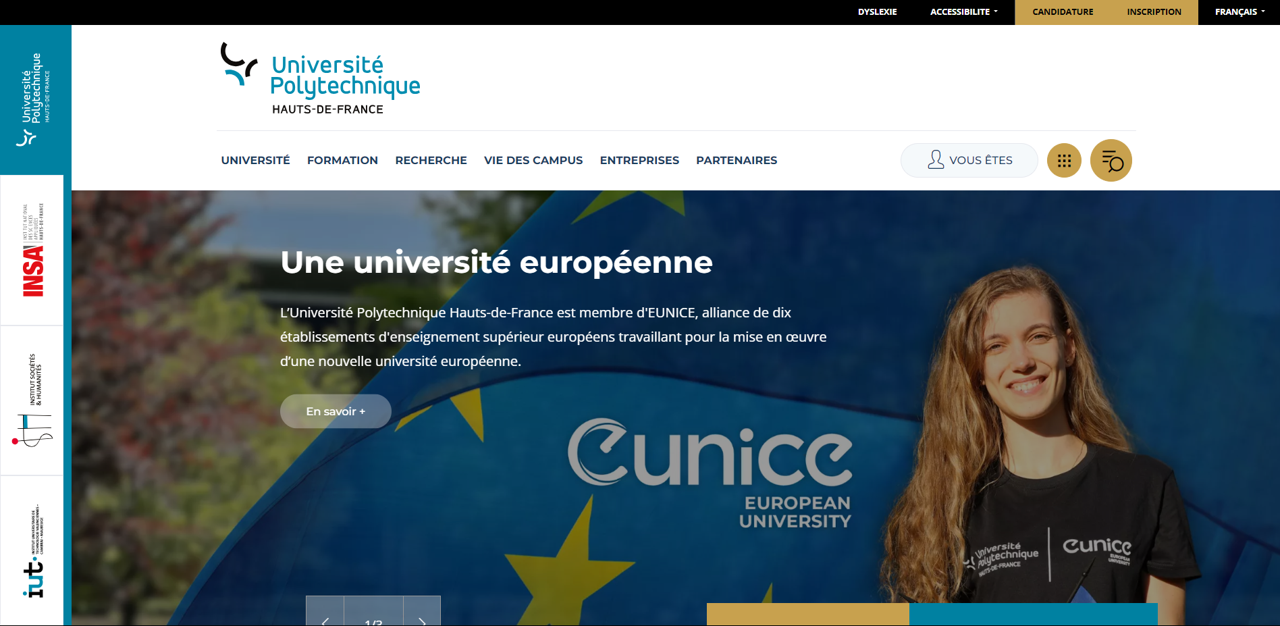 DYSLEXIE
ACCESSIBILITE
CANDIDATURE
INSCRIPTION
FRANÇAIS
Université
Polytechnique
HAUTS-DE-FRANCE
INSA
INSTITUT SOCIÉTÉS
& HUMANITÉS
iut
Université
Polytechnique
HAUTS-DE-FRANCE
UNIVERSITÉ
FORMATION
RECHERCHE
VIE DES CAMPUS
ENTREPRISES
PARTENAIRES
VOUS ÊTES
Une université européenne
L'Université Polytechnique Hauts-de-France est membre d'EUNICE, alliance de dix
établissements d'enseignement supérieur européens travaillant pour la mise en œuvre
d'une nouvelle université européenne.
En savoir +
eunice
EUROPEAN
UNIVERSITY
Université
Polytechnique
HAUTS-DE-FRANCE
eunice
EUROPEAN
UNIVERSITY
1/3